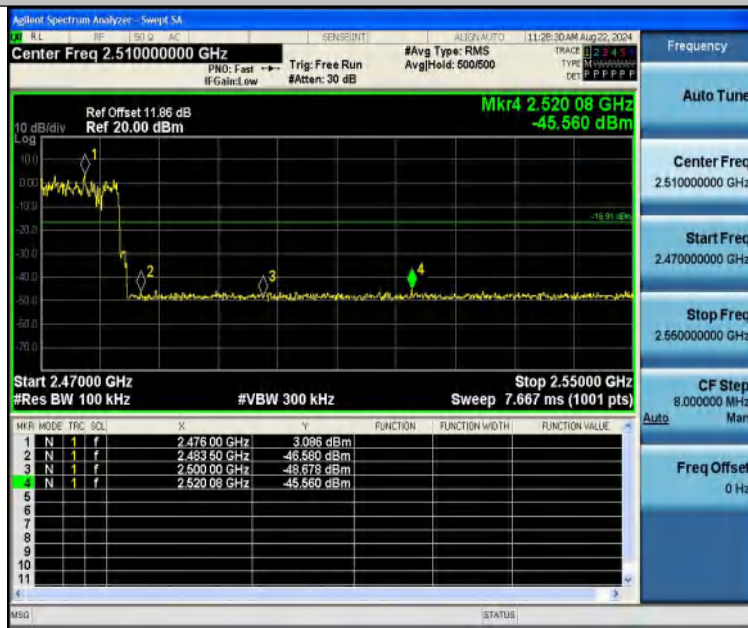 Agilent Spectrum Analyzer - Swept SA
RL RF 50 Ω AC SENSE:INT ALIGN AUTO 11:28:30 AM Aug 22, 2024
Center Freq 2.510000000 GHz
PNO: Fast
IFGain:Low
Trig: Free Run
#Atten: 30 dB
#Avg Type: RMS
Avg|Hold: 500/500
TRACE 1 2 3 4 5
TYPE M
DET P P P P P P
Frequency
Auto Tune
Center Freq
2.510000000 GHz
Start Freq
2.470000000 GHz
Stop Freq
2.550000000 GHz
CF Step
8.000000 MHz
Auto Man
Freq Offset
0 Hz
Mkr4 2.520 08 GHz
-45.560 dBm
Ref Offset 11.86 dB
10 dB/div Ref 20.00 dBm
Log
10.0
0.00
-10.0
-20.0
-30.0
-40.0
-50.0
-60.0
-70.0
1
2
3
4
-16.91 dBm
Start 2.47000 GHz Stop 2.55000 GHz
#Res BW 100 kHz #VBW 300 kHz Sweep 7.667 ms (1001 pts)
MKR MODE TRC SCL X Y FUNCTION FUNCTION WIDTH FUNCTION VALUE
1 N 1 f 2.476 00 GHz 3.096 dBm
2 N 1 f 2.483 50 GHz -46.580 dBm
3 N 1 f 2.500 00 GHz -48.678 dBm
4 N 1 f 2.520 08 GHz -45.560 dBm
5
6
7
8
9
10
11
MSG STATUS